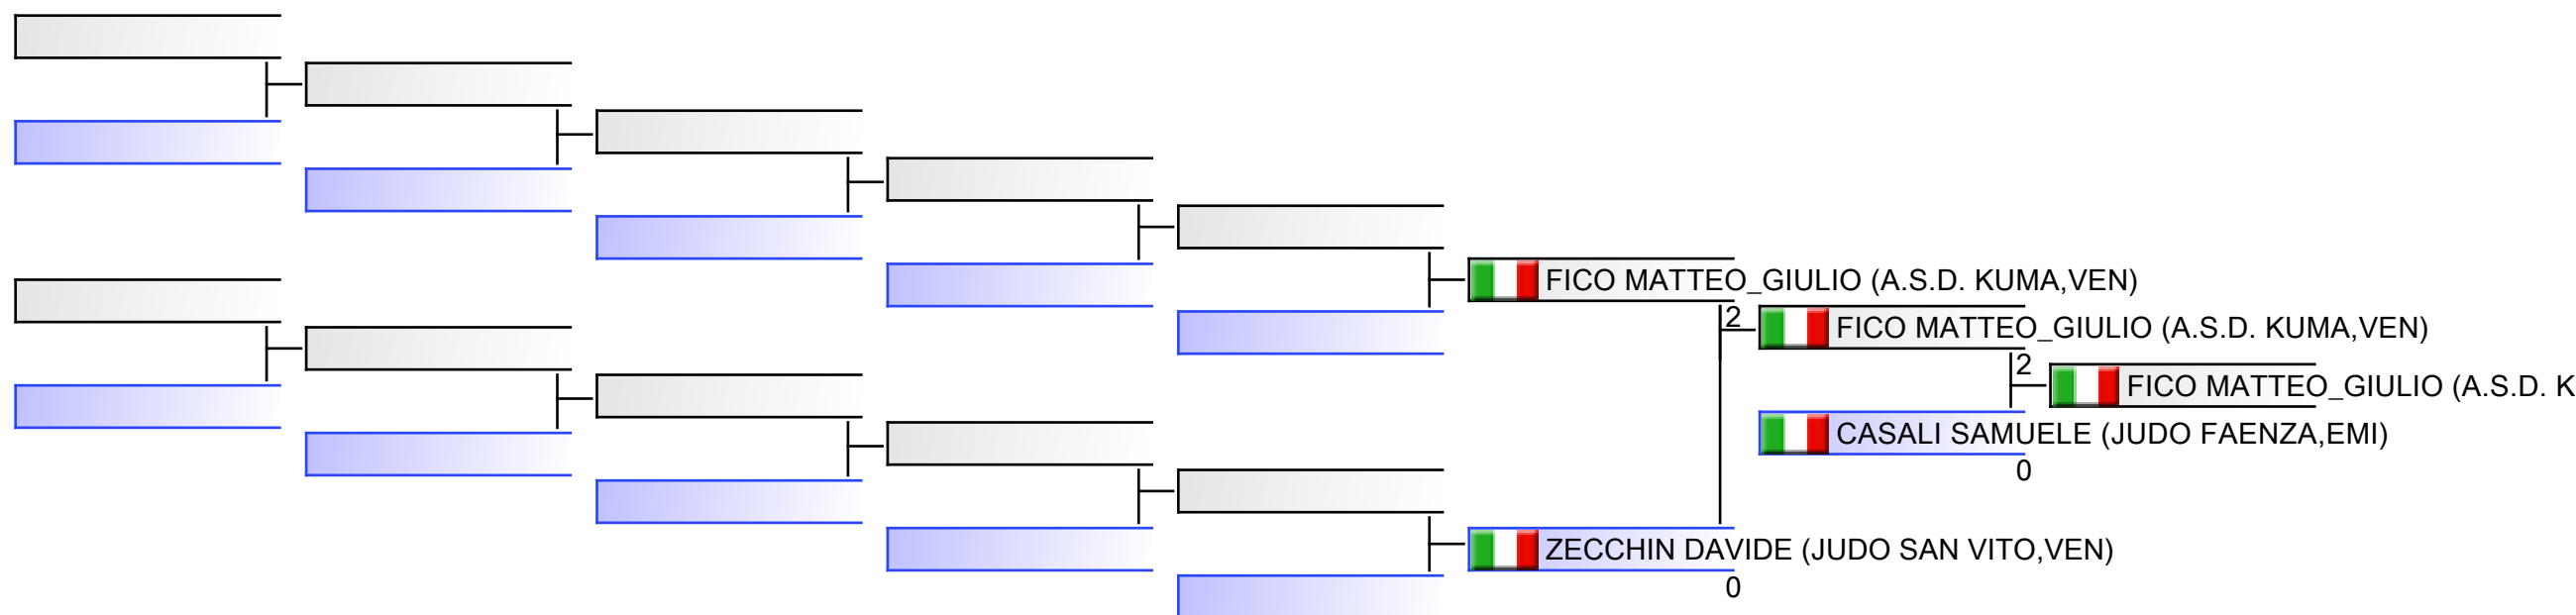 FICO MATTEO_GIULIO (A.S.D. KUMA,VEN)
2
FICO MATTEO_GIULIO (A.S.D. KUMA,VEN)
2
FICO MATTEO_GIULIO (A.S.D. K
CASALI SAMUELE (JUDO FAENZA,EMI)
0
ZECCHIN DAVIDE (JUDO SAN VITO,VEN)
0